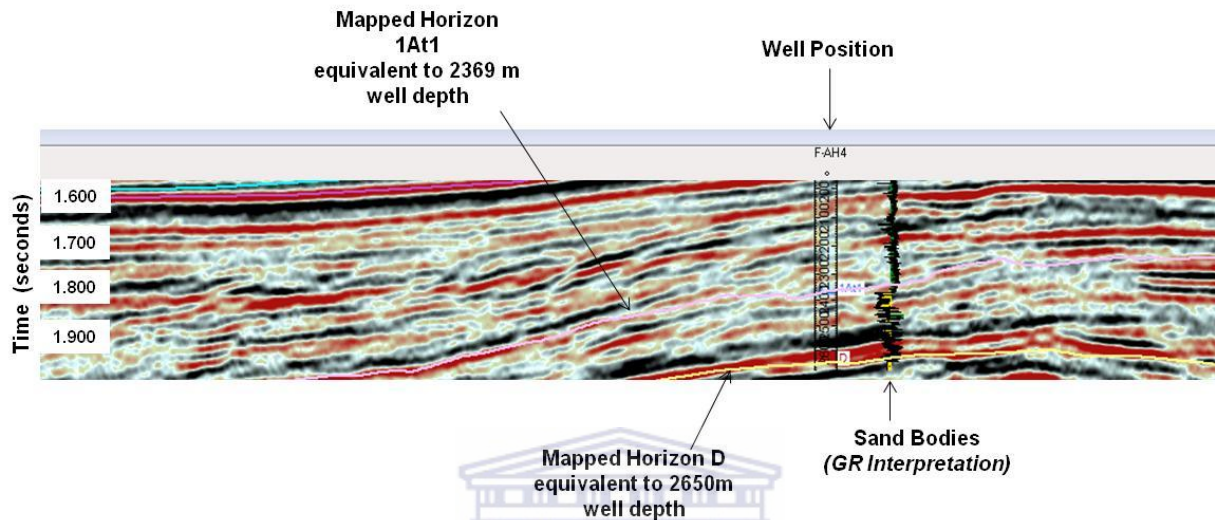 Mapped Horizon
1At1
equivalent to 2369 m
well depth
Well Position
F-AH4
Time (seconds)
1.600
1.700
1.800
1.900
1At1
D
Mapped Horizon D
equivalent to 2650m
well depth
Sand Bodies
(GR Interpretation)